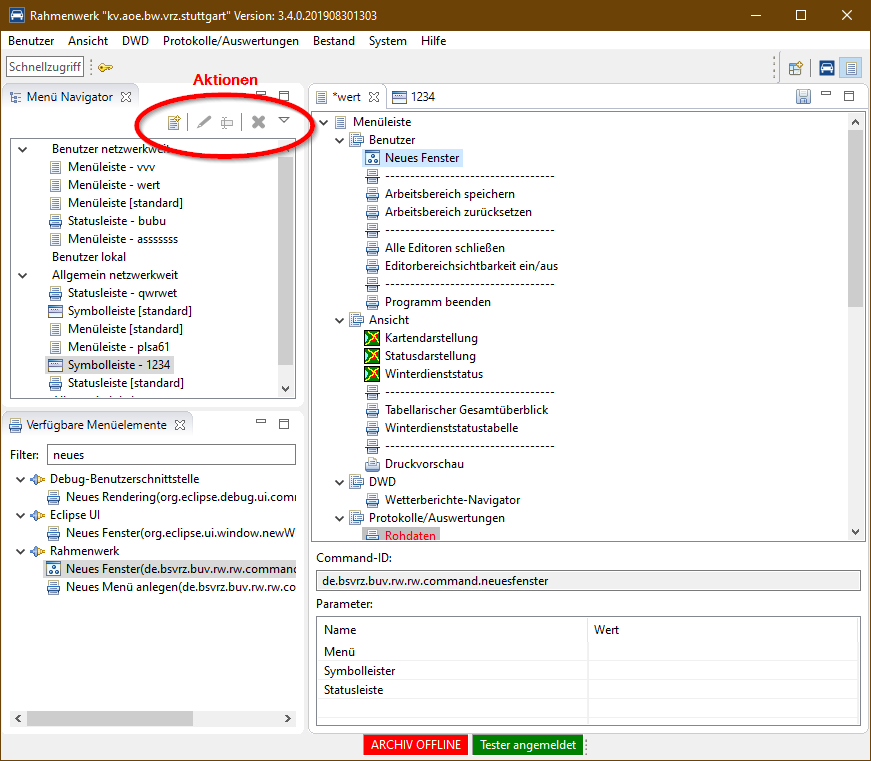 Rahmenwerk "kv.aoe.bw.vrz.stuttgart" Version: 3.4.0.201908301303
Benutzer Ansicht DWD Protokolle/Auswertungen Bestand System Hilfe
Schnellzugriff
Aktionen
Menü Navigator
Benutzer netzwerkweit
Menüleiste - vvv
Menüleiste - wert
Menüleiste [standard]
Statusleiste - bubu
Menüleiste - asssssss
Benutzer lokal
Allgemein netzwerkweit
Statusleiste - qwrwet
Symbolleiste [standard]
Menüleiste [standard]
Menüleiste - plsa61
Symbolleiste - 1234
Statusleiste [standard]
Verfügbare Menüelemente
Filter: neues
Debug-Benutzerschnittstelle
Neues Rendering(org.eclipse.debug.ui.com
Eclipse UI
Neues Fenster(org.eclipse.ui.window.newW
Rahmenwerk
Neues Fenster(de.bsvrz.buv.rw.rw.command
Neues Menü anlegen(de.bsvrz.buv.rw.rw.co
*wert 1234
Menüleiste
Benutzer
Neues Fenster
----------------------------------
Arbeitsbereich speichern
Arbeitsbereich zurücksetzen
----------------------------------
Alle Editoren schließen
Editorbereichsichtbarkeit ein/aus
----------------------------------
Programm beenden
Ansicht
Kartendarstellung
Statusdarstellung
Winterdienststatus
----------------------------------
Tabellarischer Gesamtüberblick
Winterdienststatustabelle
----------------------------------
Druckvorschau
DWD
Wetterberichte-Navigator
Protokolle/Auswertungen
Rohdaten
Command-ID:
de.bsvrz.buv.rw.rw.command.neuesfenster
Parameter:
Name Wert
Menü
Symbolleister
Statusleiste
ARCHIV OFFLINE Tester angemeldet